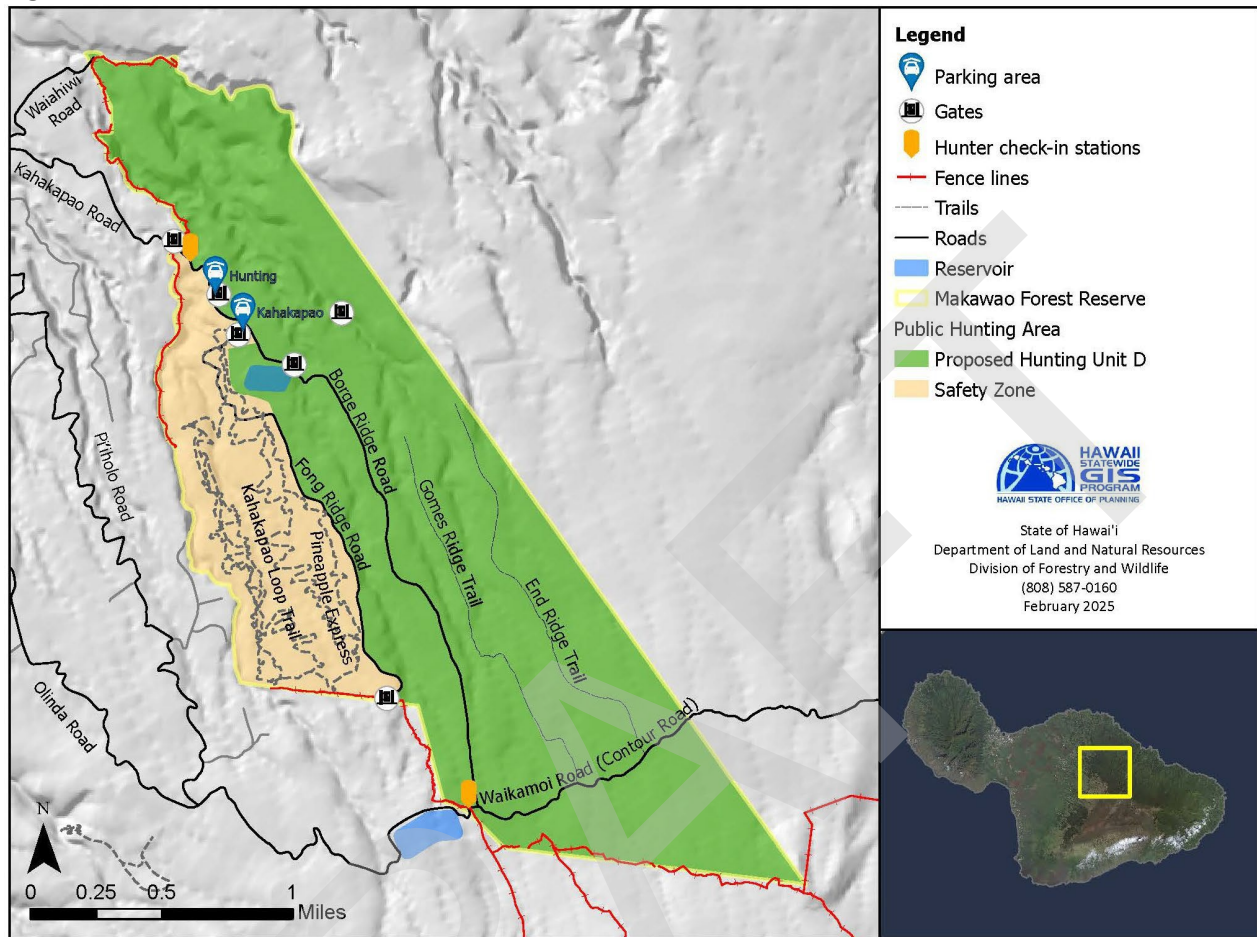 Waiahiwi
Road
Kahakapao Road
Hunting
Kahakapao
Pi'iholo Road
Borge Ridge Road
Fong Ridge Road
Gomes Ridge Trail
End Ridge Trail
Kahakapao Loop Trail
Pineapple Express
Olinda Road
Waikamoi Road (Contour Road)
N
0 0.25 0.5 1
Miles
Legend
Parking area
Gates
Hunter check-in stations
Fence lines
Trails
Roads
Reservoir
Makawao Forest Reserve
Public Hunting Area
Proposed Hunting Unit D
Safety Zone
HAWAII
STATEWIDE
GIS
PROGRAM
HAWAII STATE OFFICE OF PLANNING
State of Hawai'i
Department of Land and Natural Resources
Division of Forestry and Wildlife
(808) 587-0160
February 2025